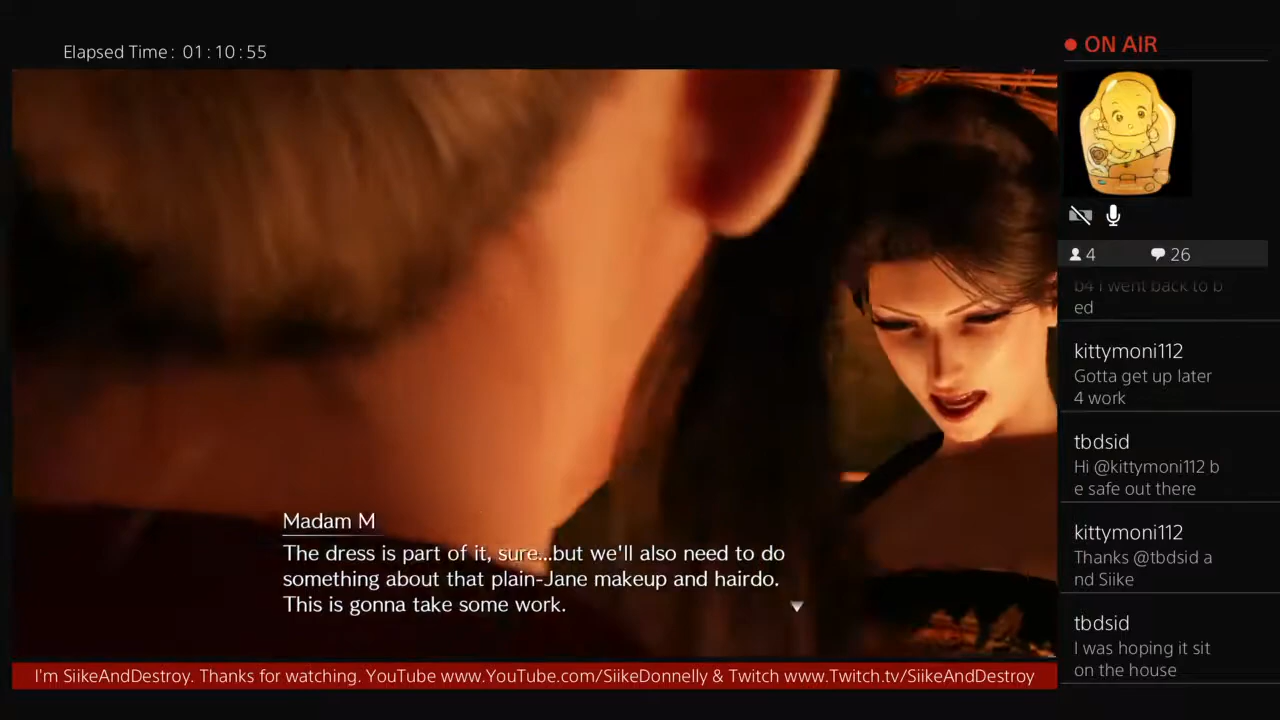 Elapsed Time: 01:10:55
ON AIR
4
26
b4 I went back to b
ed
kittymoni112
Gotta get up later
4 work
tbdsid
Hi @kittymoni112 b
e safe out there
kittymoni112
Thanks @tbdsid a
nd Siike
tbdsid
I was hoping it sit
on the house
Madam M
The dress is part of it, sure...but we'll also need to do
something about that plain-Jane makeup and hairdo.
This is gonna take some work.
I'm SiikeAndDestroy. Thanks for watching. YouTube www.YouTube.com/SiikeDonnelly & Twitch www.Twitch.tv/SiikeAndDestroy